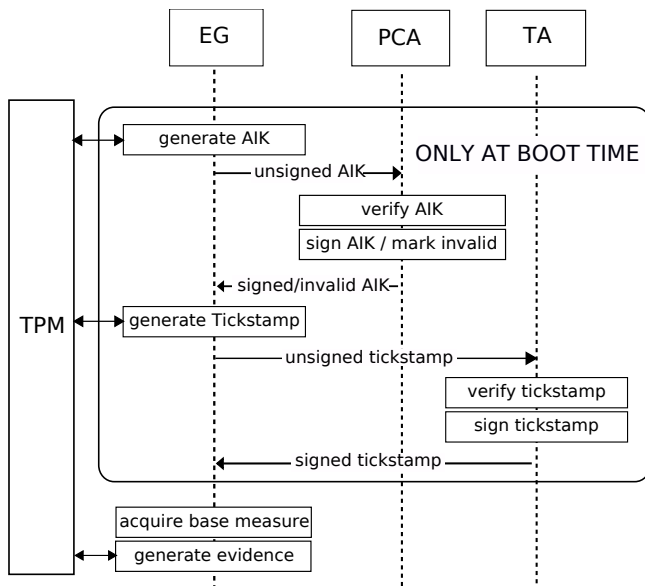 EG
PCA
TA
generate AIK
ONLY AT BOOT TIME
unsigned AIK
verify AIK
sign AIK / mark invalid
signed/invalid AIK
TPM
generate Tickstamp
unsigned tickstamp
verify tickstamp
sign tickstamp
signed tickstamp
acquire base measure
generate evidence